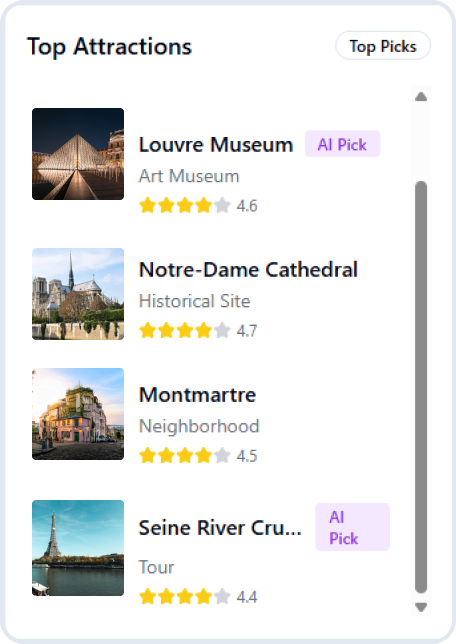 Top Attractions
Top Picks
Louvre Museum
AI Pick
Art Museum
4.6
Notre-Dame Cathedral
Historical Site
4.7
Montmartre
Neighborhood
4.5
Seine River Cru...
AI
Pick
Tour
4.4